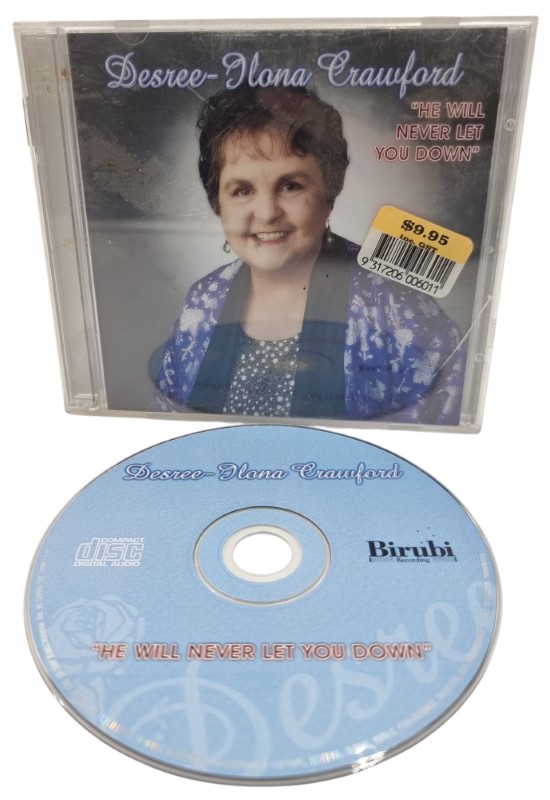 Desree-Ilona Crawford
"HE WILL
NEVER LET
YOU DOWN"
$9.95
inc. GST
9 317206 006011
Desree-Ilona Crawford
COMPACT
disc
DIGITAL AUDIO
Birubi
Recording
"HE WILL NEVER LET YOU DOWN"
Desree